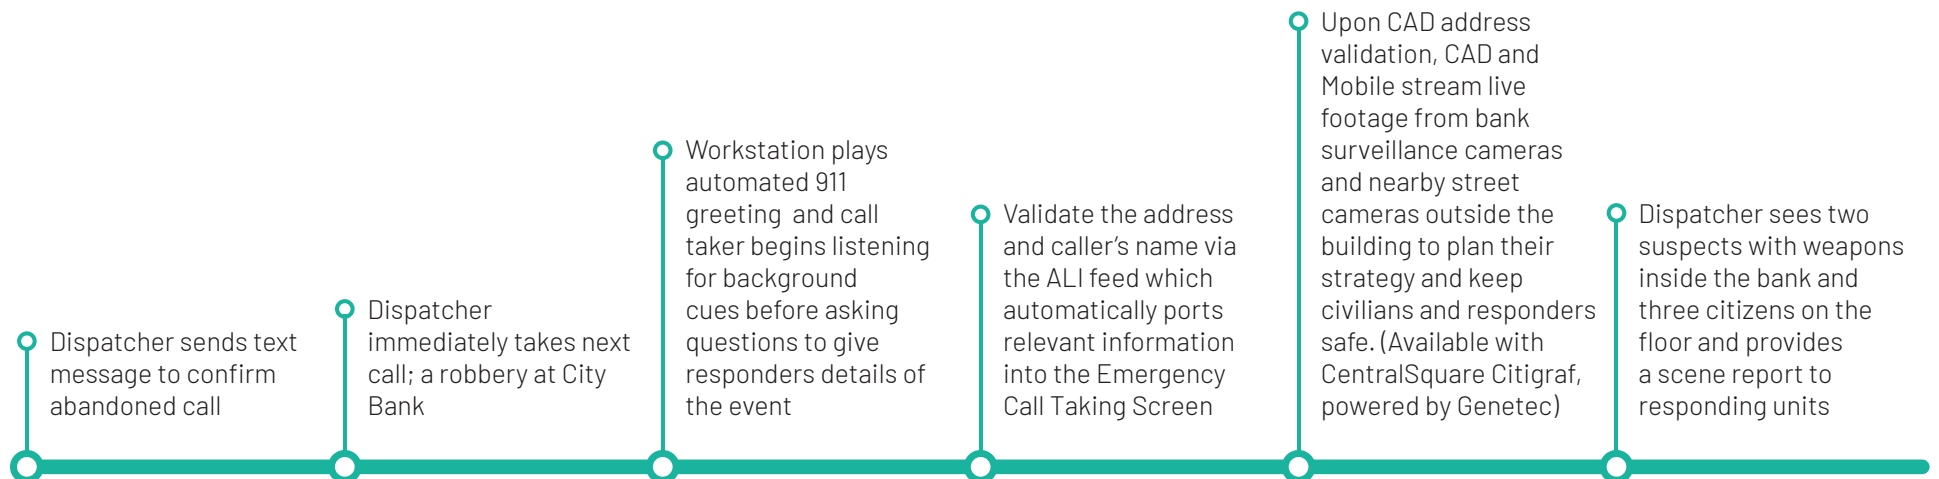 Dispatcher sends text
message to confirm
abandoned call
Dispatcher
immediately takes next
call; a robbery at City
Bank
Workstation plays
automated 911
greeting  and call
taker begins listening
for background
cues before asking
questions to give
responders details of
the event
Validate the address
and caller’s name via
the ALI feed which
automatically ports
relevant information
into the Emergency
Call Taking Screen
Upon CAD address
validation, CAD and
Mobile stream live
footage from bank
surveillance cameras
and nearby street
cameras outside the
building to plan their
strategy and keep
civilians and responders
safe. (Available with
CentralSquare Citigraf,
powered by Genetec)
Dispatcher sees two
suspects with weapons
inside the bank and
three citizens on the
floor and provides
a scene report to
responding units